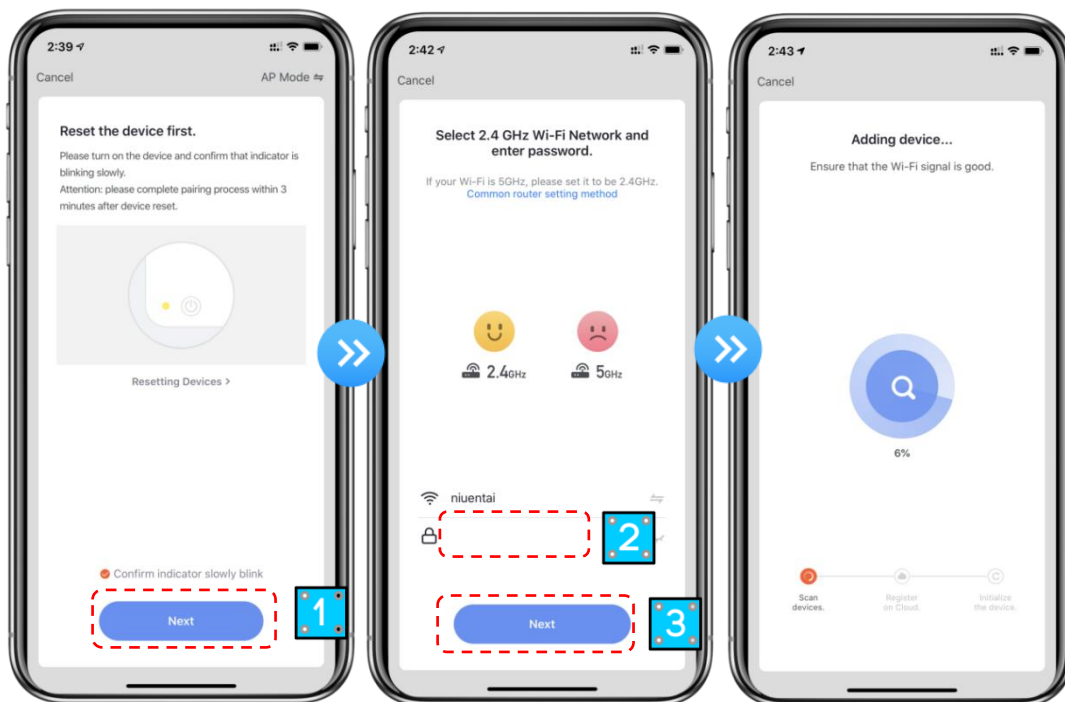 2:39
Cancel
AP Mode
Reset the device first.
Please turn on the device and confirm that indicator is
blinking slowly.
Attention: please complete pairing process within 3
minutes after device reset.
Resetting Devices >
Confirm indicator slowly blink
Next
1
2:42
Cancel
Select 2.4 GHz Wi-Fi Network and
enter password.
If your Wi-Fi is 5GHz, please set it to be 2.4GHz.
Common router setting method
2.4GHz
5GHz
niuentai
2
Next
3
2:43
Cancel
Adding device...
Ensure that the Wi-Fi signal is good.
6%
Scan
devices.
Register
on Cloud.
Initialize
the device.